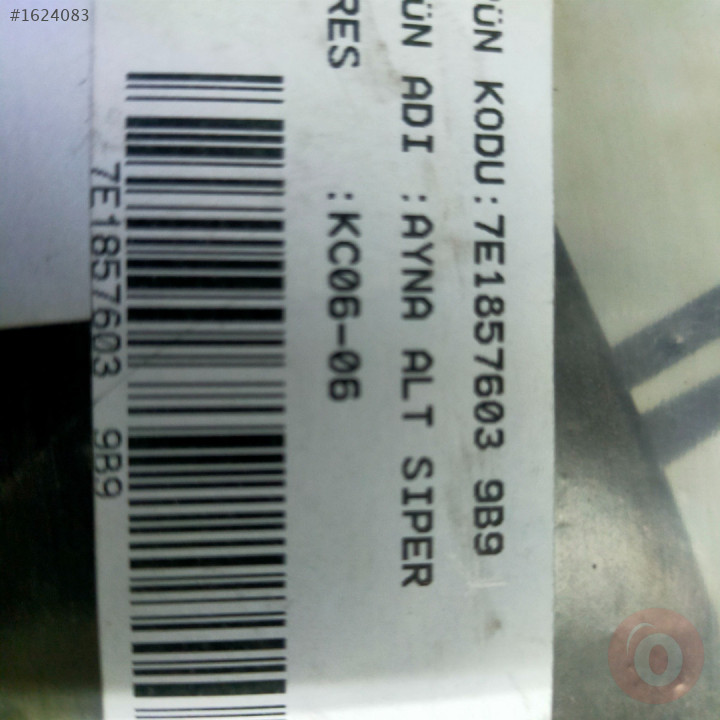 #1624083
ÜN KODU:7E1857603 9B9
ÜN ADI :AYNA ALT SIPER
RES :KC06-06
7E1857603 9B9